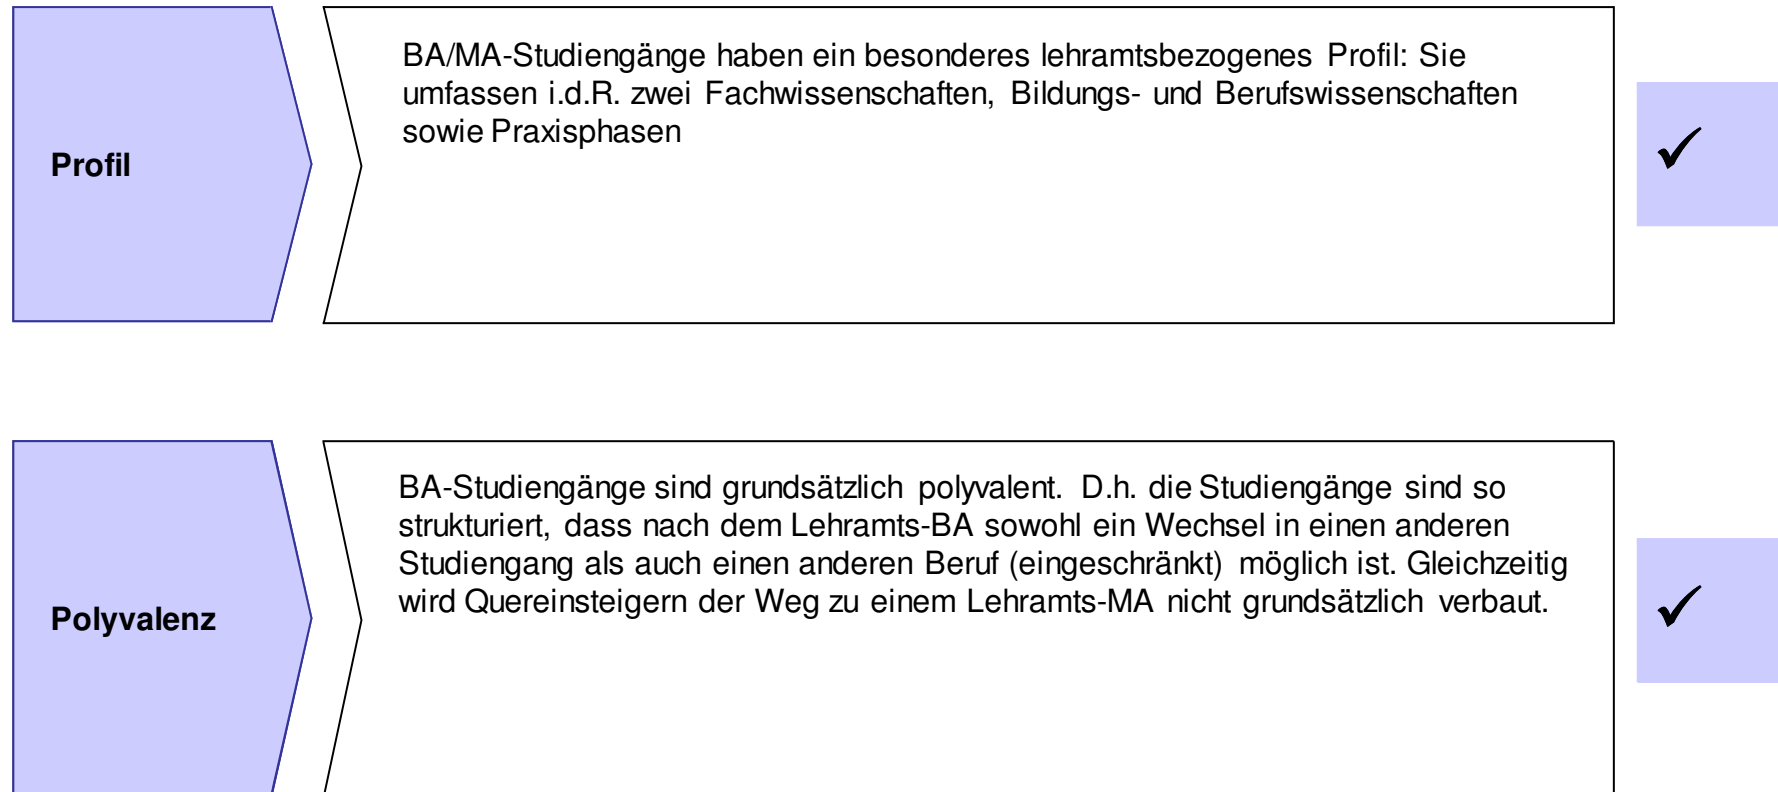 Profil
BA/MA-Studiengänge haben ein besonderes lehramtsbezogenes Profil: Sie
umfassen i.d.R. zwei Fachwissenschaften, Bildungs- und Berufswissenschaften
sowie Praxisphasen
✓
Polyvalenz
BA-Studiengänge sind grundsätzlich polyvalent. D.h. die Studiengänge sind so
strukturiert, dass nach dem Lehramts-BA sowohl ein Wechsel in einen anderen
Studiengang als auch einen anderen Beruf (eingeschränkt) möglich ist. Gleichzeitig
wird Quereinsteigern der Weg zu einem Lehramts-MA nicht grundsätzlich verbaut.
✓